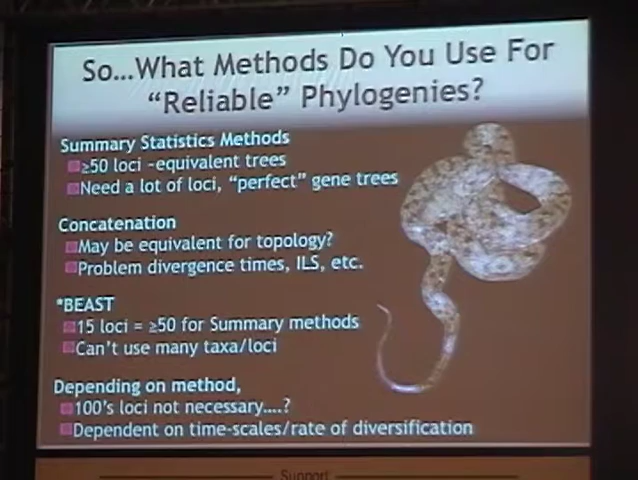 So...What Methods Do You Use For
“Reliable” Phylogenies?
Summary Statistics Methods
≥50 loci -equivalent trees
Need a lot of loci, “perfect” gene trees
Concatenation
May be equivalent for topology?
Problem divergence times, ILS, etc.
*BEAST
15 loci = ≥50 for Summary methods
Can't use many taxa/loci
Depending on method,
100's loci not necessary....?
Dependent on time-scales/rate of diversification
Support